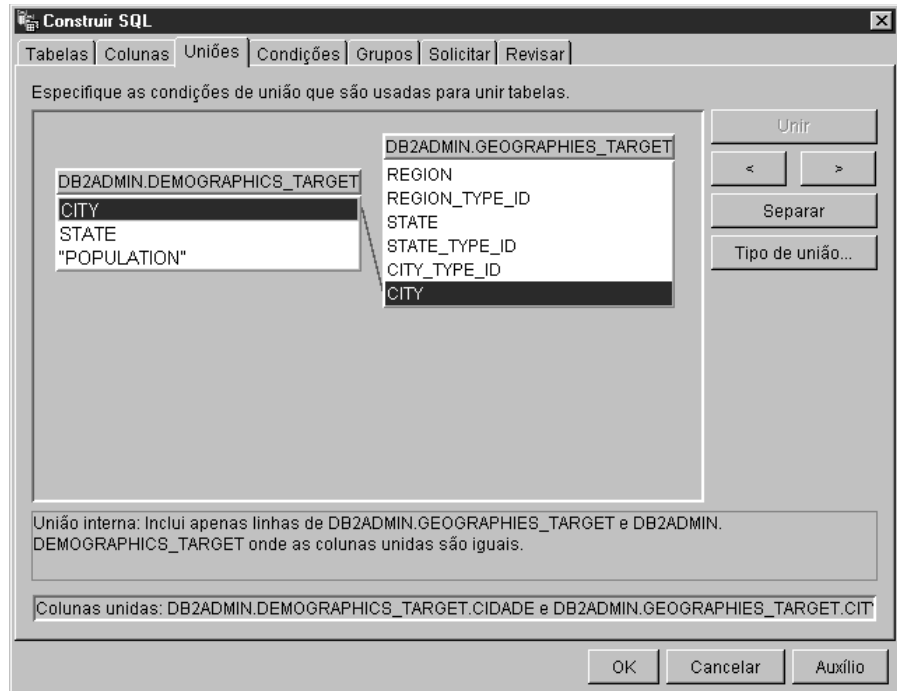 Construir SQL
Tabelas Colunas Uniões Condições Grupos Solicitar Revisar
Especifique as condições de união que são usadas para unir tabelas.
DB2ADMIN.DEMOGRAPHICS_TARGET
CITY
STATE
"POPULATION"
DB2ADMIN.GEOGRAPHIES_TARGET
REGION
REGION_TYPE_ID
STATE
STATE_TYPE_ID
CITY_TYPE_ID
CITY
Unir
< >
Separar
Tipo de união...
União interna: Inclui apenas linhas de DB2ADMIN.GEOGRAPHIES_TARGET e DB2ADMIN.
DEMOGRAPHICS_TARGET onde as colunas unidas são iguais.
Colunas unidas: DB2ADMIN.DEMOGRAPHICS_TARGET.CIDADE e DB2ADMIN.GEOGRAPHIES_TARGET.CIT
OK Cancelar Auxílio